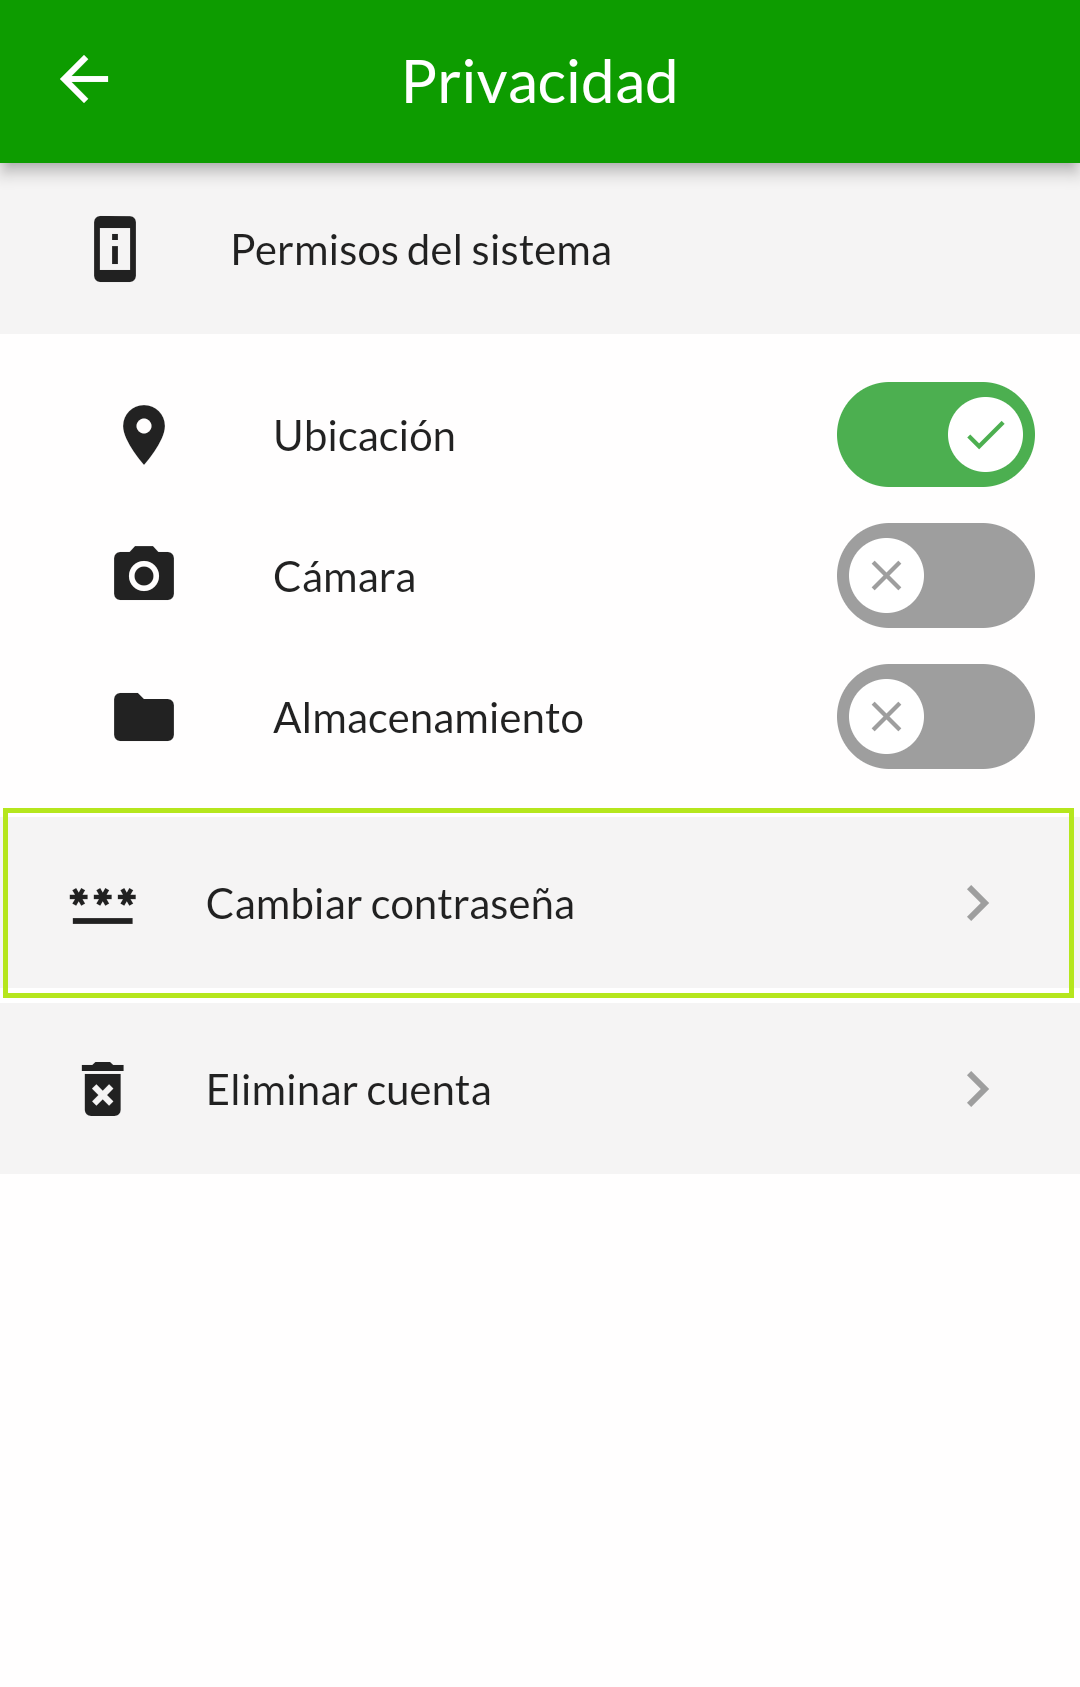 Privacidad
Permisos del sistema
Ubicación
Cámara
Almacenamiento
Cambiar contraseña
Eliminar cuenta